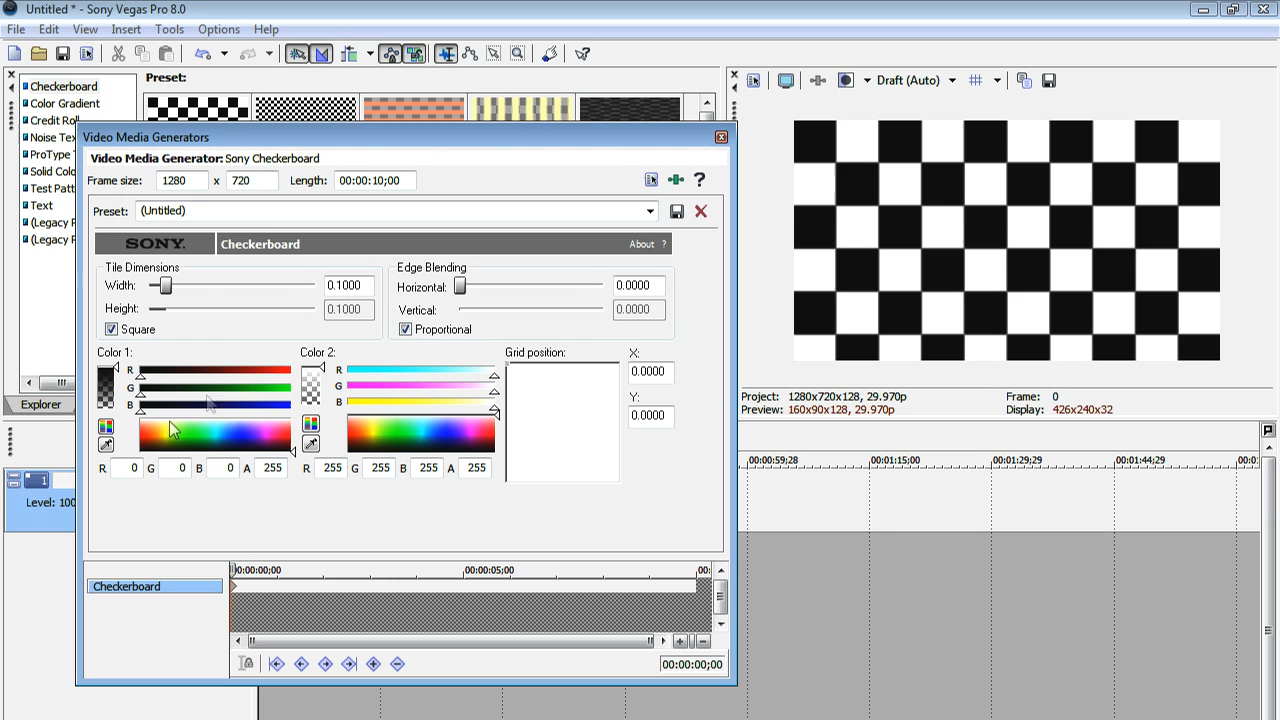 Untitled * - Sony Vegas Pro 8.0
File Edit View Insert Tools Options Help
Checkerboard
Color Gradient
Credit Roll
Noise Tex
ProType T
Solid Colo
Test Patt
Text
(Legacy P
(Legacy P
Explorer
Preset:
Draft (Auto)
Video Media Generators
Video Media Generator: Sony Checkerboard
Frame size: 1280 x 720 Length: 00:00:10;00
Preset: (Untitled)
SONY. Checkerboard About ?
Tile Dimensions
Width: 0.1000
Height: 0.1000
Square
Edge Blending
Horizontal: 0.0000
Vertical: 0.0000
Proportional
Color 1:
R
G
B
R 0 G 0 B 0 A 255
Color 2:
R
G
B
R 255 G 255 B 255 A 255
Grid position:
X:
0.0000
Y:
0.0000
Project: 1280x720x128, 29.970p Frame: 0
Preview: 160x90x128, 29.970p Display: 426x240x32
1
Level: 100
00:00:59;28 00:01:15;00 00:01:29;29 00:01:44;29 00:0
00:00:00;00 00:00:05;00 00:
Checkerboard
00:00:00;00